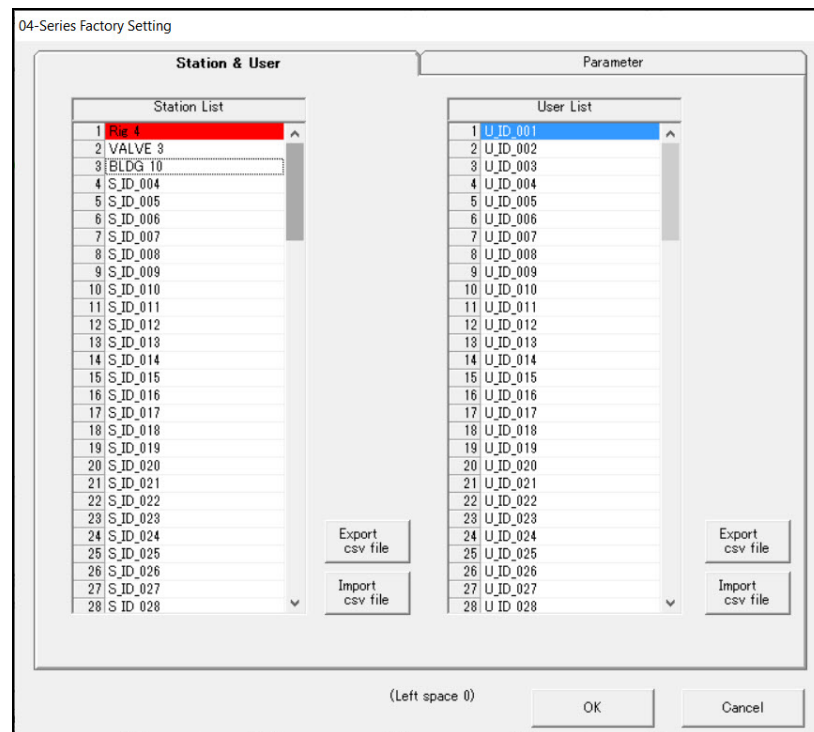 04-Series Factory Setting
Station & User
Parameter
Station List
1 Rig 4
2 VALVE 3
3 BLDG 10
4 S_ID_004
5 S_ID_005
6 S_ID_006
7 S_ID_007
8 S_ID_008
9 S_ID_009
10 S_ID_010
11 S_ID_011
12 S_ID_012
13 S_ID_013
14 S_ID_014
15 S_ID_015
16 S_ID_016
17 S_ID_017
18 S_ID_018
19 S_ID_019
20 S_ID_020
21 S_ID_021
22 S_ID_022
23 S_ID_023
24 S_ID_024
25 S_ID_025
26 S_ID_026
27 S_ID_027
28 S_ID_028
Export
csv file
Import
csv file
User List
1 U_ID_001
2 U_ID_002
3 U_ID_003
4 U_ID_004
5 U_ID_005
6 U_ID_006
7 U_ID_007
8 U_ID_008
9 U_ID_009
10 U_ID_010
11 U_ID_011
12 U_ID_012
13 U_ID_013
14 U_ID_014
15 U_ID_015
16 U_ID_016
17 U_ID_017
18 U_ID_018
19 U_ID_019
20 U_ID_020
21 U_ID_021
22 U_ID_022
23 U_ID_023
24 U_ID_024
25 U_ID_025
26 U_ID_026
27 U_ID_027
28 U_ID_028
Export
csv file
Import
csv file
(Left space 0)
OK
Cancel